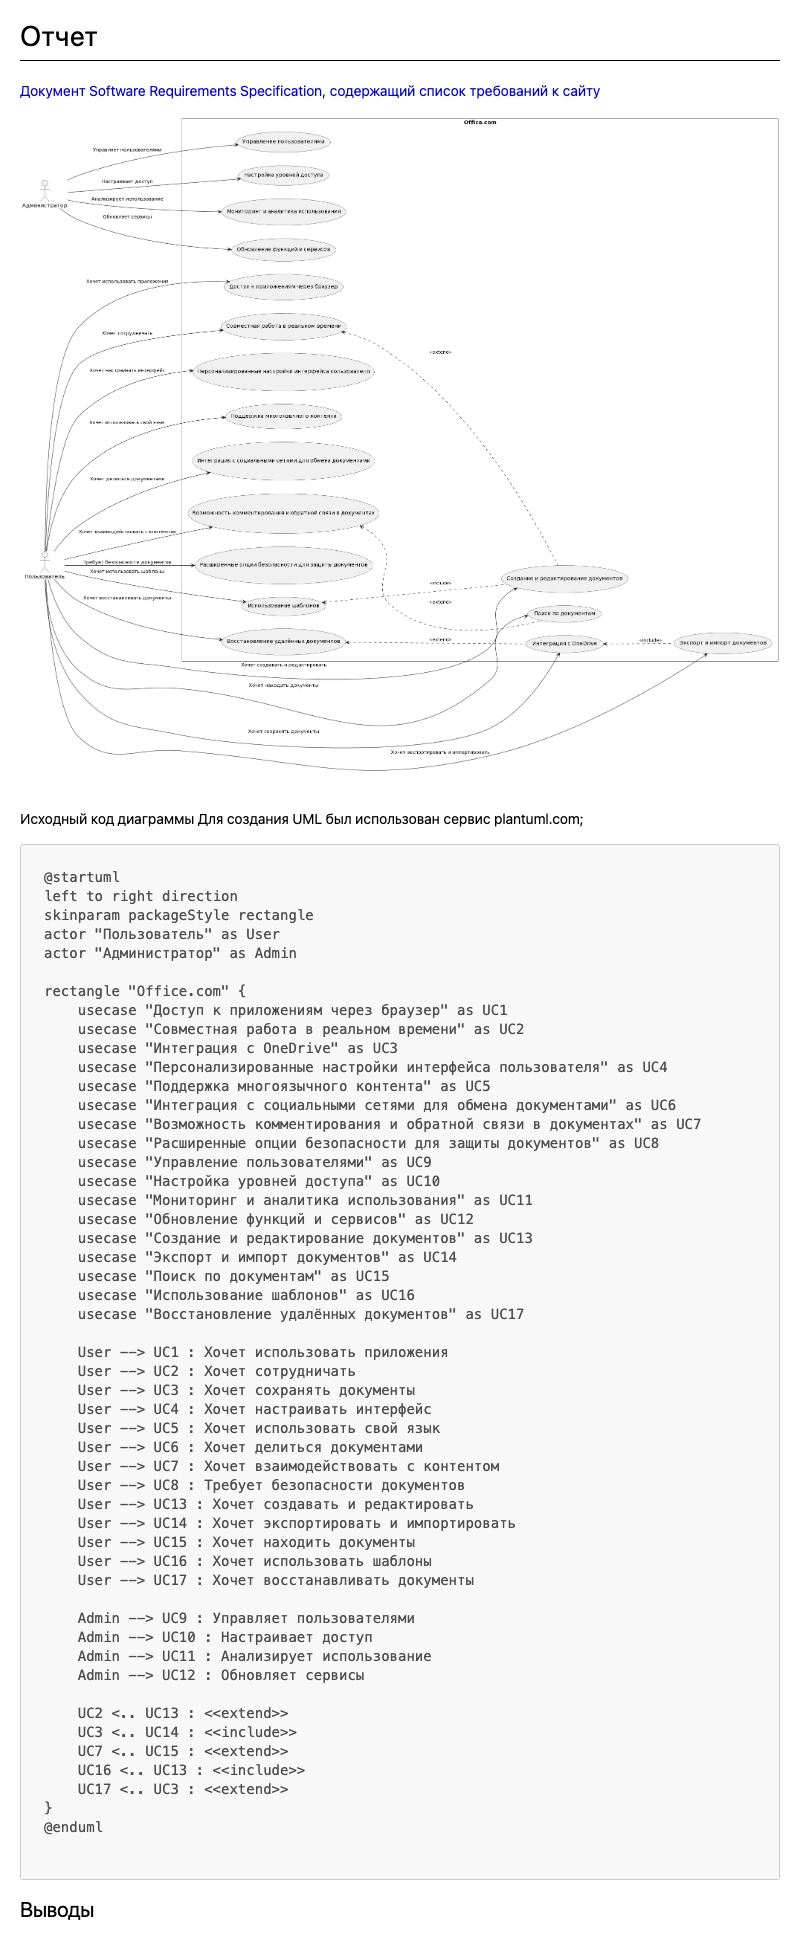 Отчет
Документ Software Requirements Specification, содержащий список требований к сайту
Office.com
Управляет пользователями
Управление пользователями
Настраивает доступ
Настройка уровней доступа
Администратор
Анализирует использование
Мониторинг и аналитика использования
Обновляет сервисы
Обновление функций и сервисов
Хочет использовать приложения
Доступ к приложениям через браузер
Хочет сотрудничать
Совместная работа в реальном времени
«extend»
Хочет настраивать интерфейс
Персонализированные настройки интерфейса пользователя
Хочет использовать свой язык
Поддержка многоязычного контента
Интеграция с социальными сетями для обмена документами
Хочет делиться документами
Возможность комментирования и обратной связи в документах
Хочет взаимодействовать с контентом
Требует безопасности документов
Расширенные опции безопасности для защиты документов
Хочет использовать шаблоны
Пользователь
Создание и редактирование документов
«include»
Хочет восстанавливать документы
Использование шаблонов
«extend»
Поиск по документам
Восстановление удалённых документов
«extend»
Интеграция с OneDrive
«include»
Экспорт и импорт документов
Хочет создавать и редактировать
Хочет находить документы
Хочет сохранять документы
Хочет экспортировать и импортировать
Исходный код диаграммы Для создания UML был использован сервис plantuml.com;
@startuml
left to right direction
skinparam packageStyle rectangle
actor "Пользователь" as User
actor "Администратор" as Admin
rectangle "Office.com" {
usecase "Доступ к приложениям через браузер" as UC1
usecase "Совместная работа в реальном времени" as UC2
usecase "Интеграция с OneDrive" as UC3
usecase "Персонализированные настройки интерфейса пользователя" as UC4
usecase "Поддержка многоязычного контента" as UC5
usecase "Интеграция с социальными сетями для обмена документами" as UC6
usecase "Возможность комментирования и обратной связи в документах" as UC7
usecase "Расширенные опции безопасности для защиты документов" as UC8
usecase "Управление пользователями" as UC9
usecase "Настройка уровней доступа" as UC10
usecase "Мониторинг и аналитика использования" as UC11
usecase "Обновление функций и сервисов" as UC12
usecase "Создание и редактирование документов" as UC13
usecase "Экспорт и импорт документов" as UC14
usecase "Поиск по документам" as UC15
usecase "Использование шаблонов" as UC16
usecase "Восстановление удалённых документов" as UC17
User --> UC1 : Хочет использовать приложения
User --> UC2 : Хочет сотрудничать
User --> UC3 : Хочет сохранять документы
User --> UC4 : Хочет настраивать интерфейс
User --> UC5 : Хочет использовать свой язык
User --> UC6 : Хочет делиться документами
User --> UC7 : Хочет взаимодействовать с контентом
User --> UC8 : Требует безопасности документов
User --> UC13 : Хочет создавать и редактировать
User --> UC14 : Хочет экспортировать и импортировать
User --> UC15 : Хочет находить документы
User --> UC16 : Хочет использовать шаблоны
User --> UC17 : Хочет восстанавливать документы
Admin --> UC9 : Управляет пользователями
Admin --> UC10 : Настраивает доступ
Admin --> UC11 : Анализирует использование
Admin --> UC12 : Обновляет сервисы
UC2 <.. UC13 : <<extend>>
UC3 <.. UC14 : <<include>>
UC7 <.. UC15 : <<extend>>
UC16 <.. UC13 : <<include>>
UC17 <.. UC3 : <<extend>>
}
@enduml
Выводы